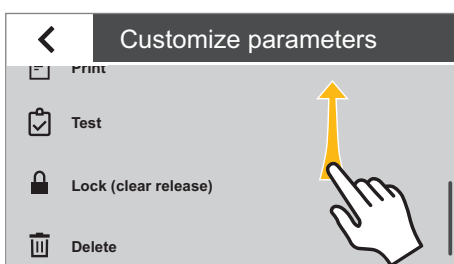 Customize parameters
Print
Test
Lock (clear release)
Delete